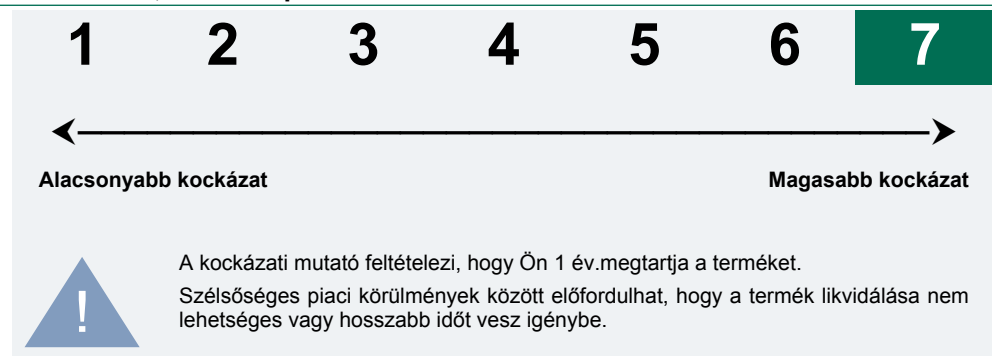 1 2 3 4 5 6 7
Alacsonyabb kockázat Magasabb kockázat
A kockázati mutató feltételezi, hogy Ön 1 év.megtartja a terméket.
Szélsőséges piaci körülmények között előfordulhat, hogy a termék likvidálása nem
lehetséges vagy hosszabb időt vesz igénybe.
!